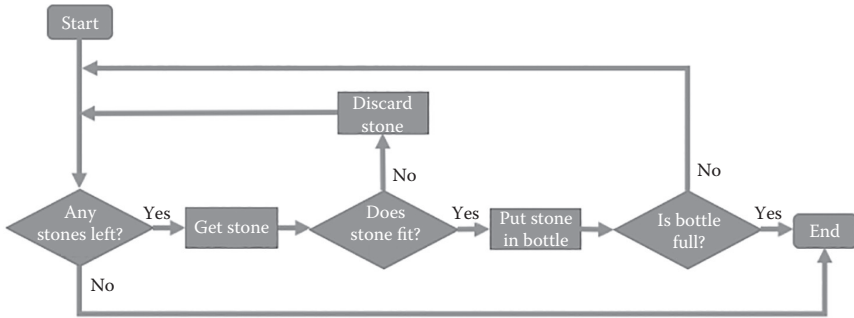 Start
Discard
stone
No
No
Any
stones left?
Yes
Get stone
Does
stone fit?
Yes
Put stone
in bottle
Is bottle
full?
Yes
End
No